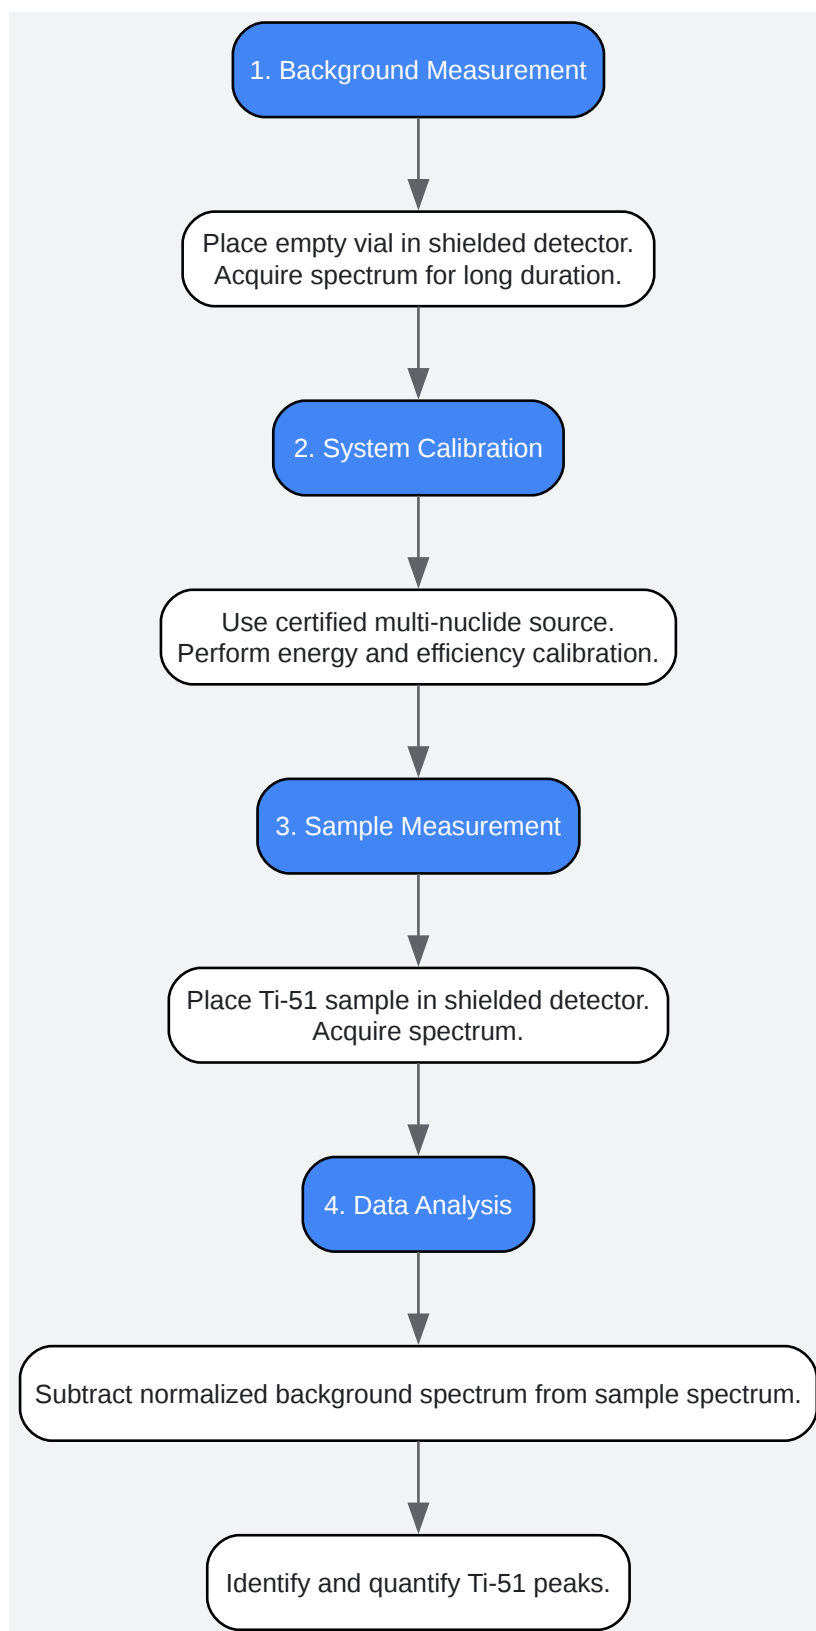 1. Background Measurement
Place empty vial in shielded detector.
Acquire spectrum for long duration.
2. System Calibration
Use certified multi-nuclide source.
Perform energy and efficiency calibration.
3. Sample Measurement
Place Ti-51 sample in shielded detector.
Acquire spectrum.
4. Data Analysis
Subtract normalized background spectrum from sample spectrum.
Identify and quantify Ti-51 peaks.